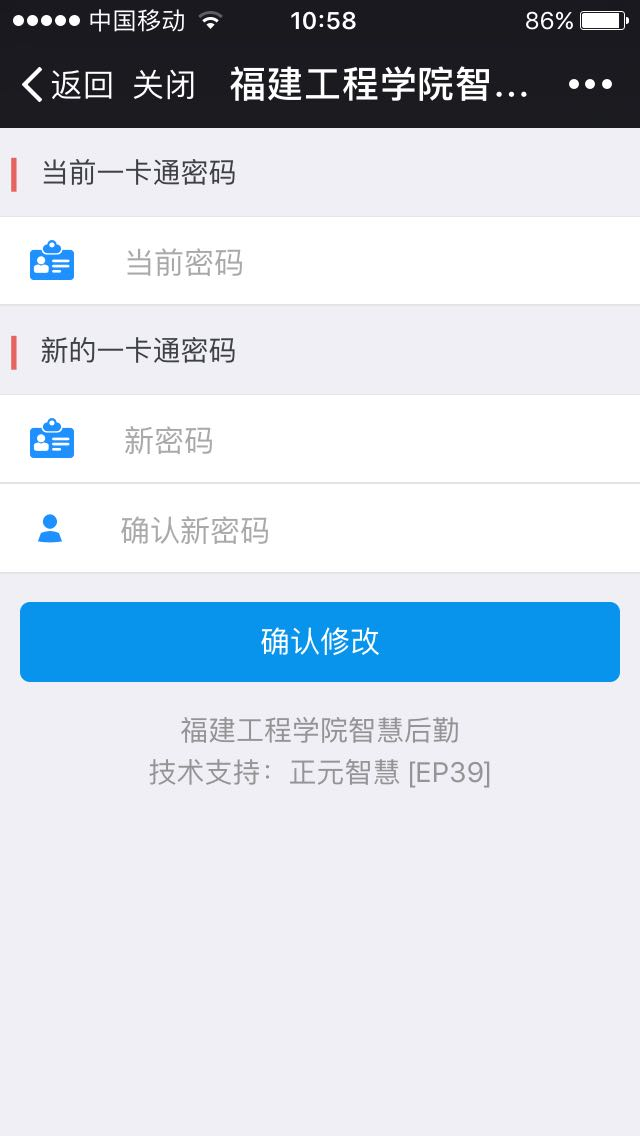 中国移动 10:58 86%
返回 关闭 福建工程学院智...
当前一卡通密码
当前密码
新的一卡通密码
新密码
确认新密码
确认修改
福建工程学院智慧后勤
技术支持：正元智慧 [EP39]